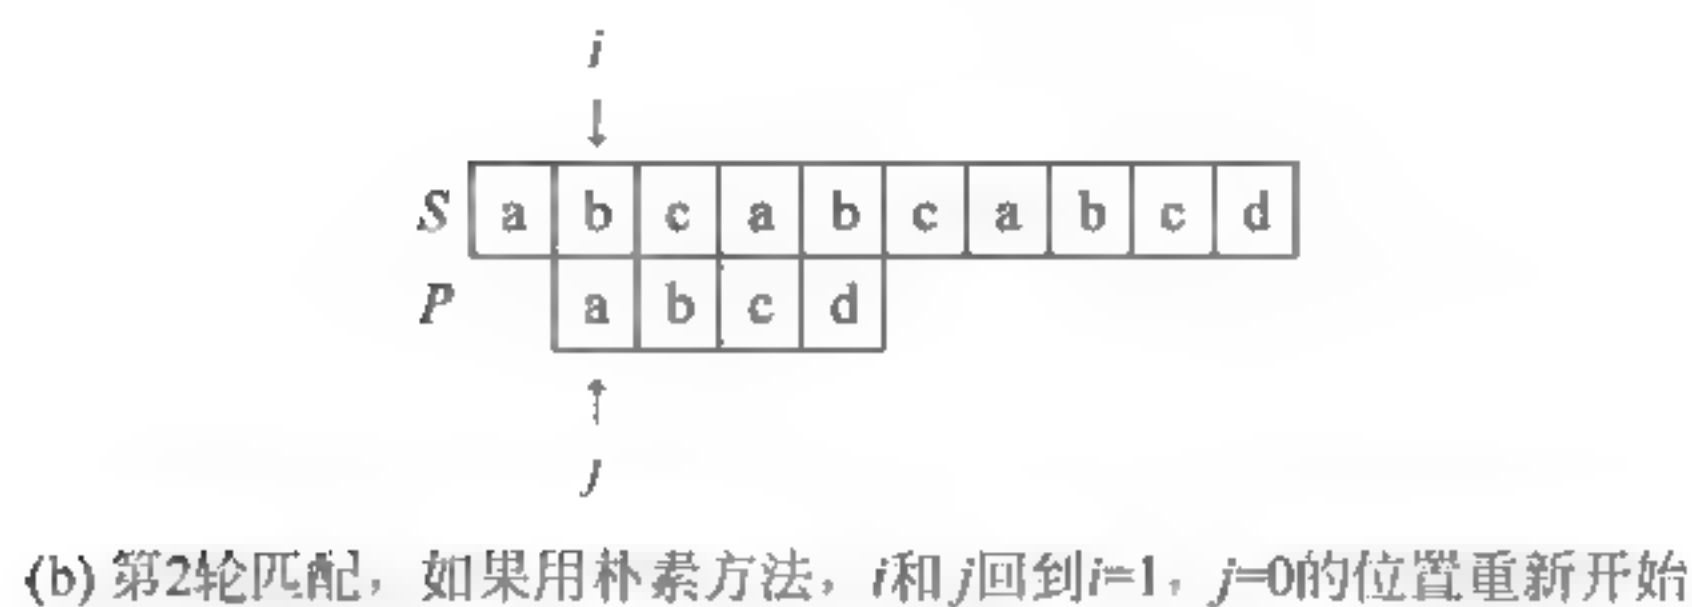 i
S a b c a b c a b c d
P a b c d
j
(b) 第2轮匹配，如果用朴素方法，i和j回到i=1，j=0的位置重新开始